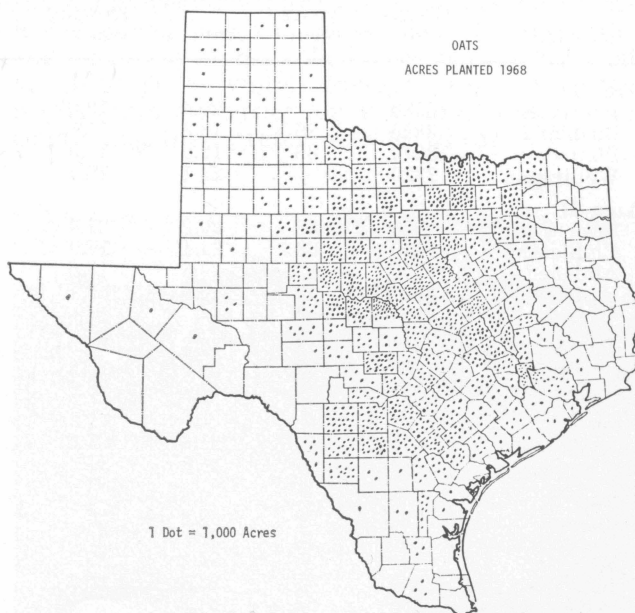 OATS
ACRES PLANTED 1968
1 Dot = 1,000 Acres